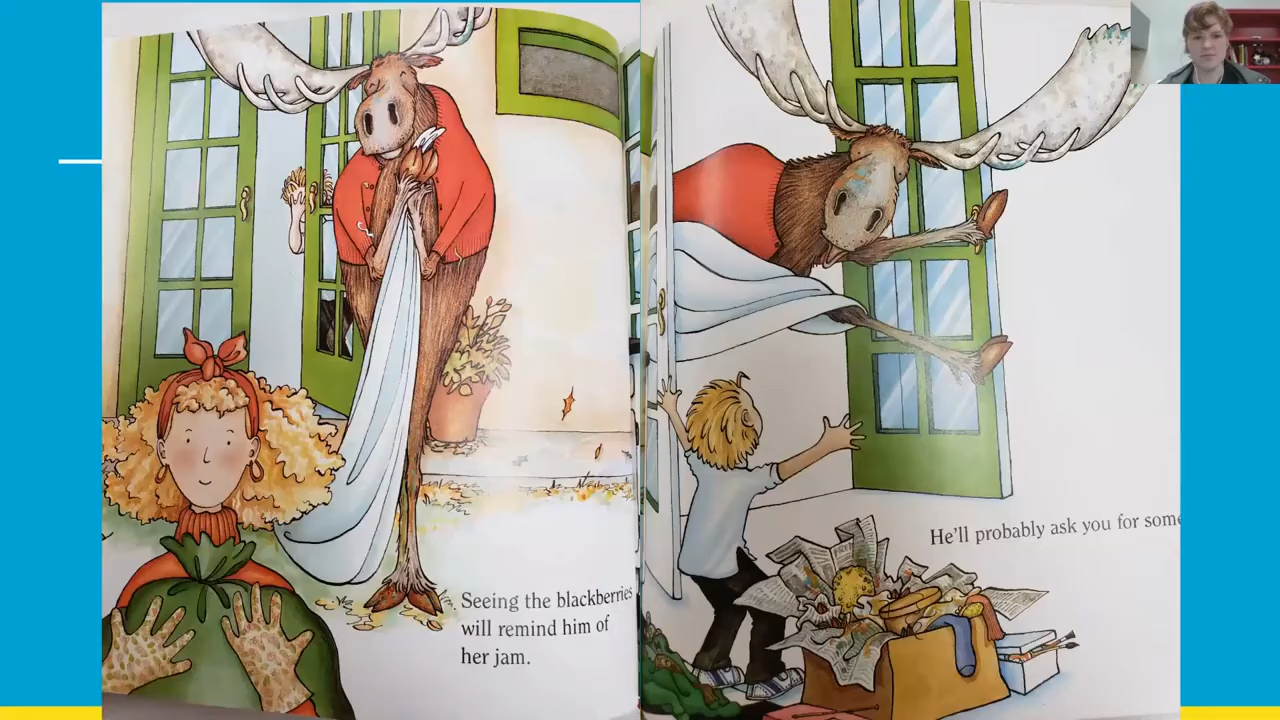 Seeing the blackberries
will remind him of
her jam.
He'll probably ask you for some